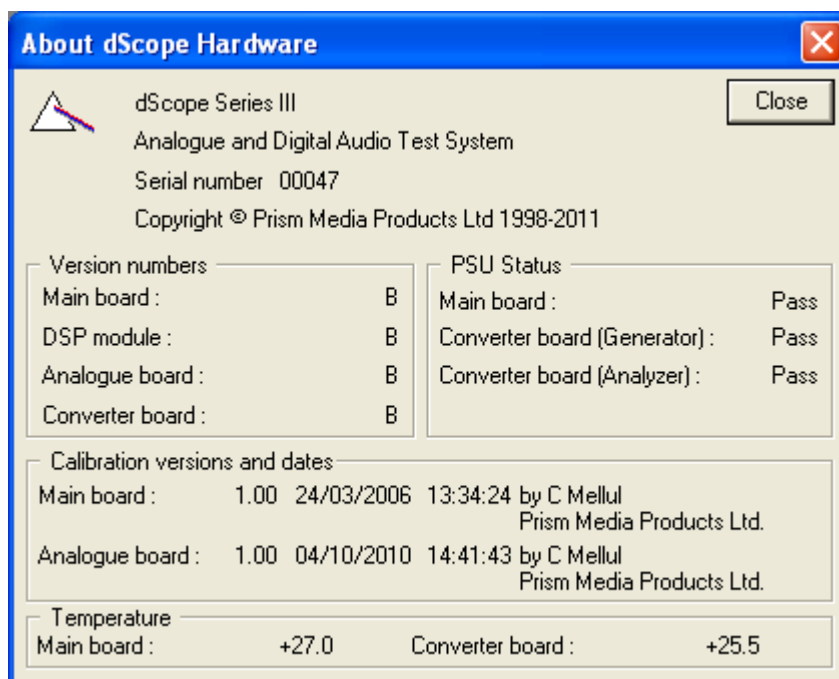 About dScope Hardware
dScope Series III
Close
Analogue and Digital Audio Test System
Serial number 00047
Copyright © Prism Media Products Ltd 1998-2011
Version numbers
Main board : B
DSP module : B
Analogue board : B
Converter board : B
PSU Status
Main board : Pass
Converter board (Generator) : Pass
Converter board (Analyzer) : Pass
Calibration versions and dates
Main board : 1.00 24/03/2006 13:34:24 by C Mellul
Prism Media Products Ltd.
Analogue board : 1.00 04/10/2010 14:41:43 by C Mellul
Prism Media Products Ltd.
Temperature
Main board : +27.0 Converter board : +25.5